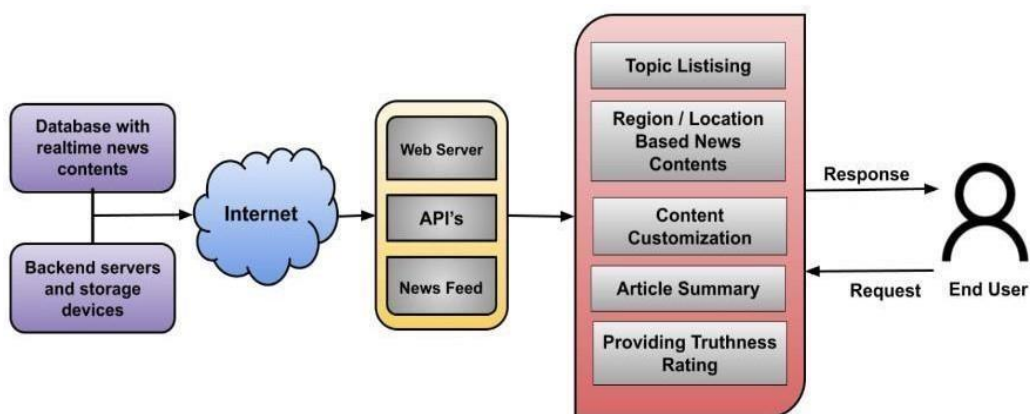 Database with
realtime news
contents
Backend servers
and storage
devices
Internet
Web Server
API's
News Feed
Topic Listising
Region / Location
Based News
Contents
Content
Customization
Article Summary
Providing Truthness
Rating
Response
Request
End User